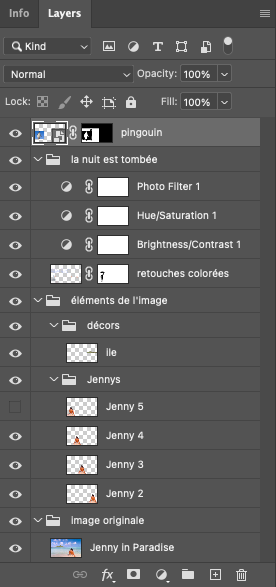 Info Layers
Kind
Normal Opacity: 100%
Lock: Fill: 100%
pingouin
la nuit est tombée
Photo Filter 1
Hue/Saturation 1
Brightness/Contrast 1
retouches colorées
éléments de l'image
décors
ile
Jennys
Jenny 5
Jenny 4
Jenny 3
Jenny 2
image originale
Jenny in Paradise
fx